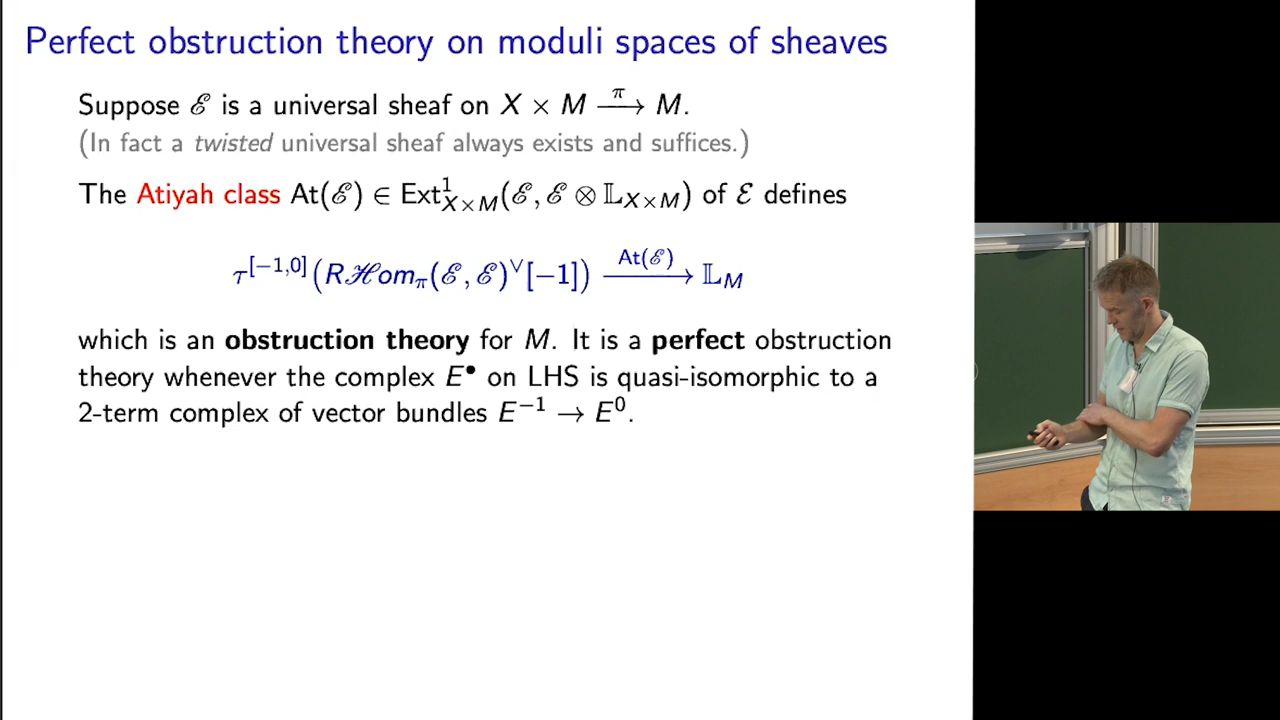 Perfect obstruction theory on moduli spaces of sheaves
Suppose ℰ is a universal sheaf on X × M —π→ M.
(In fact a twisted universal sheaf always exists and suffices.)
The Atiyah class At(ℰ) ∈ Ext¹_{X×M}(ℰ, ℰ ⊗ 𝕃_{X×M}) of ℰ defines
τ^{[−1,0]}(Rℋom_π(ℰ, ℰ)^∨[−1]) —At(ℰ)→ 𝕃_M
which is an obstruction theory for M. It is a perfect obstruction
theory whenever the complex E^• on LHS is quasi-isomorphic to a
2-term complex of vector bundles E^{−1} → E^0.